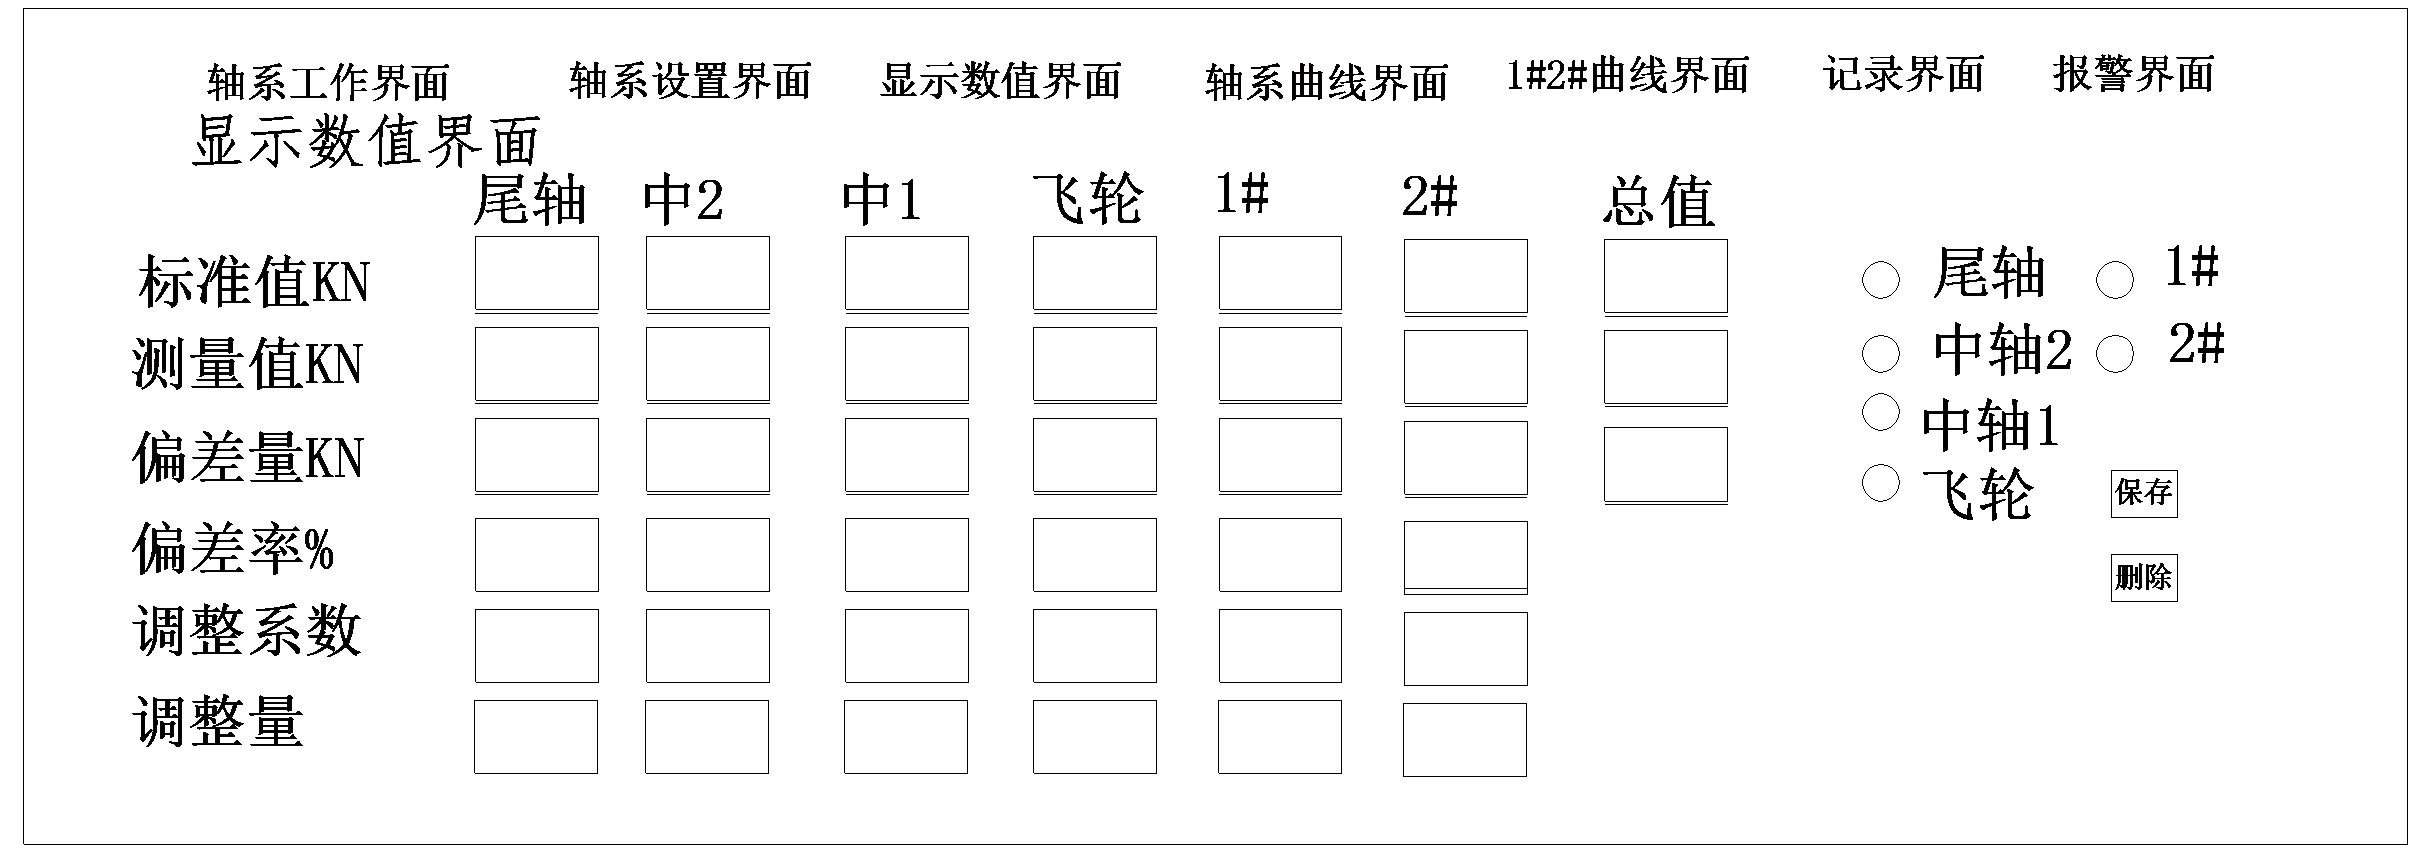 轴系工作界面 轴系设置界面 显示数值界面 轴系曲线界面 1#2#曲线界面 记录界面 报警界面
显示数值界面
尾轴 中2 中1 飞轮 1# 2# 总值
标准值KN 尾轴 1#
测量值KN 中轴2 2#
偏差量KN 中轴1
飞轮 保存
偏差率% 删除
调整系数
调整量